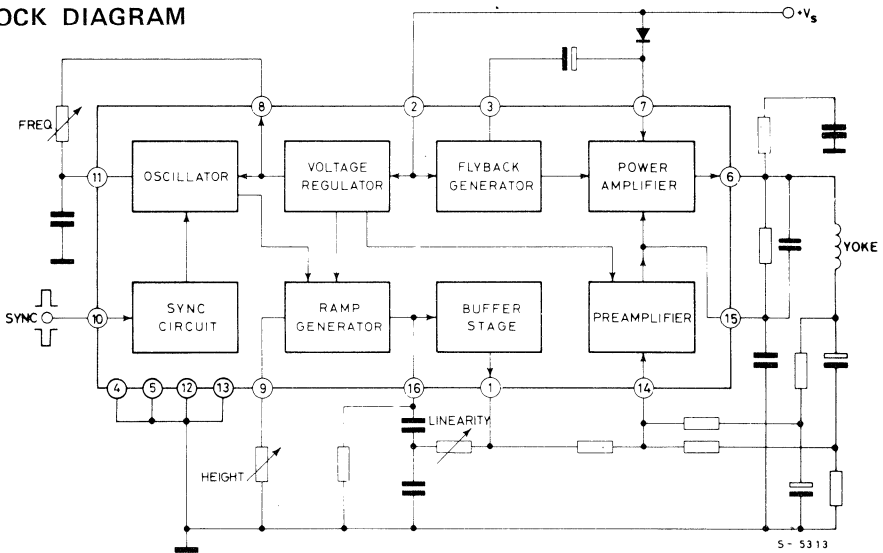 OCK DIAGRAM
+Vs
8
2
3
7
FREQ.
11
OSCILLATOR
VOLTAGE
REGULATOR
FLYBACK
GENERATOR
POWER
AMPLIFIER
6
YOKE
SYNC
10
SYNC
CIRCUIT
RAMP
GENERATOR
BUFFER
STAGE
PREAMPLIFIER
15
4
5
12
13
9
16
1
14
LINEARITY
HEIGHT
S-5313